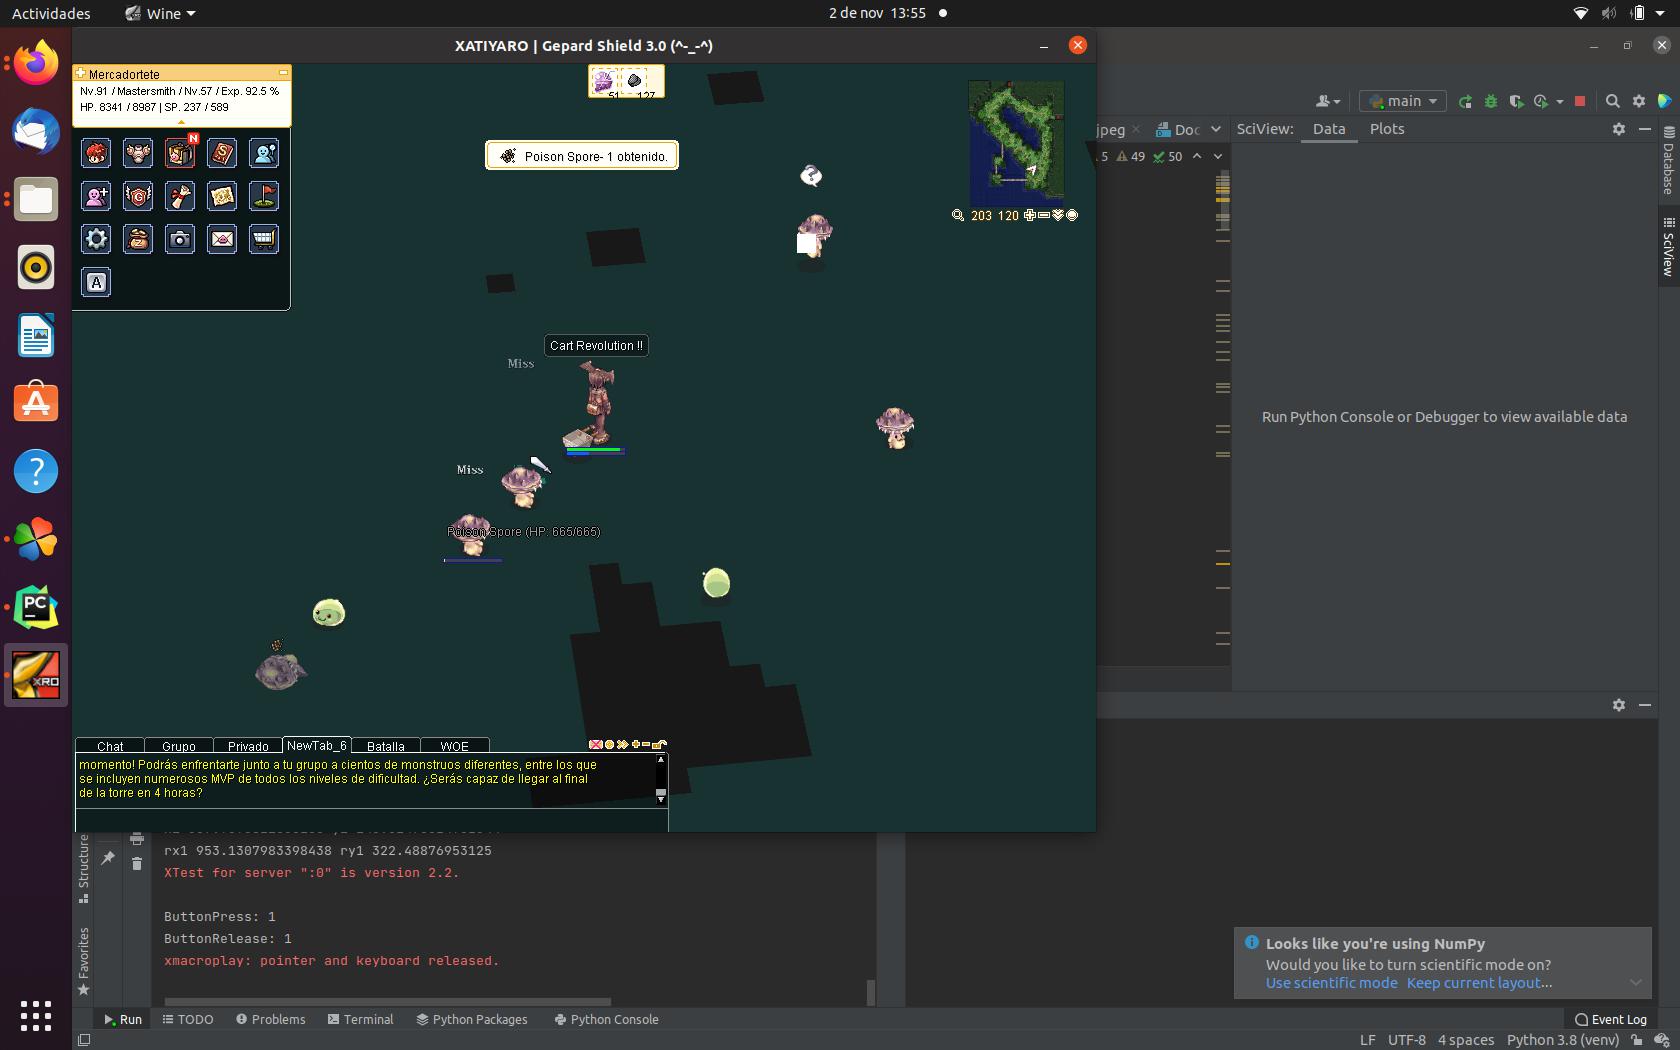 Actividades
Wine
2 de nov 13:55
XATIYARO | Gepard Shield 3.0 (^-_-^)
Mercadortete
Nv.91 / Mastersmith / Nv.57 / Exp. 92.5 %
HP. 8341 / 8987 | SP. 237 / 589
51
127
N
Poison Spore- 1 obtenido.
?
203 120
A
Cart Revolution !!
Miss
Miss
Poison Spore (HP: 665/665)
XRO
PC
Chat
Grupo
Privado
NewTab_6
Batalla
WOE
momento! Podrás enfrentarte junto a tu grupo a cientos de monstruos diferentes, entre los que
se incluyen numerosos MVP de todos los niveles de dificultad. ¿Serás capaz de llegar al final
de la torre en 4 horas?
main
jpeg
Doc
SciView:
Data
Plots
5
49
50
Database
SciView
Run Python Console or Debugger to view available data
rx1 953.1307983398438 ry1 322.48876953125
XTest for server ":0" is version 2.2.
ButtonPress: 1
ButtonRelease: 1
xmacroplay: pointer and keyboard released.
Structure
Favorites
Looks like you're using NumPy
Would you like to turn scientific mode on?
Use scientific mode Keep current layout...
Run
TODO
Problems
Terminal
Python Packages
Python Console
Event Log
LF UTF-8 4 spaces Python 3.8 (venv)